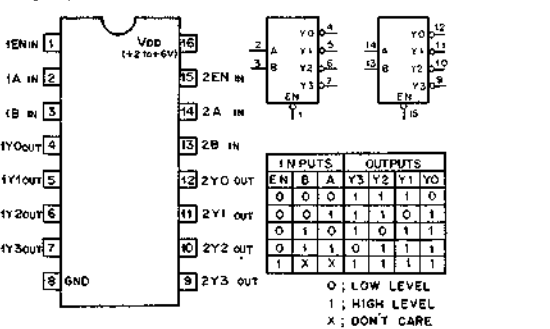 1EN IN 1
1A IN 2
1B IN 3
1Y0 OUT 4
1Y1 OUT 5
1Y2 OUT 6
1Y3 OUT 7
8 GND
VDD 16
(+2 to +6V)
15 2EN IN
14 2A IN
13 2B IN
12 2Y0 OUT
11 2Y1 OUT
10 2Y2 OUT
9 2Y3 OUT
2 A Y0 4
3 B Y1 5
Y2 6
Y3 7
EN
1
14 A Y0 12
13 B Y1 11
Y2 10
Y3 9
EN
15
INPUTS OUTPUTS
EN B A Y3 Y2 Y1 Y0
0 0 0 1 1 1 0
0 0 1 1 1 0 1
0 1 0 1 0 1 1
0 1 1 0 1 1 1
1 X X 1 1 1 1
0 ; LOW LEVEL
1 ; HIGH LEVEL
X ; DON'T CARE